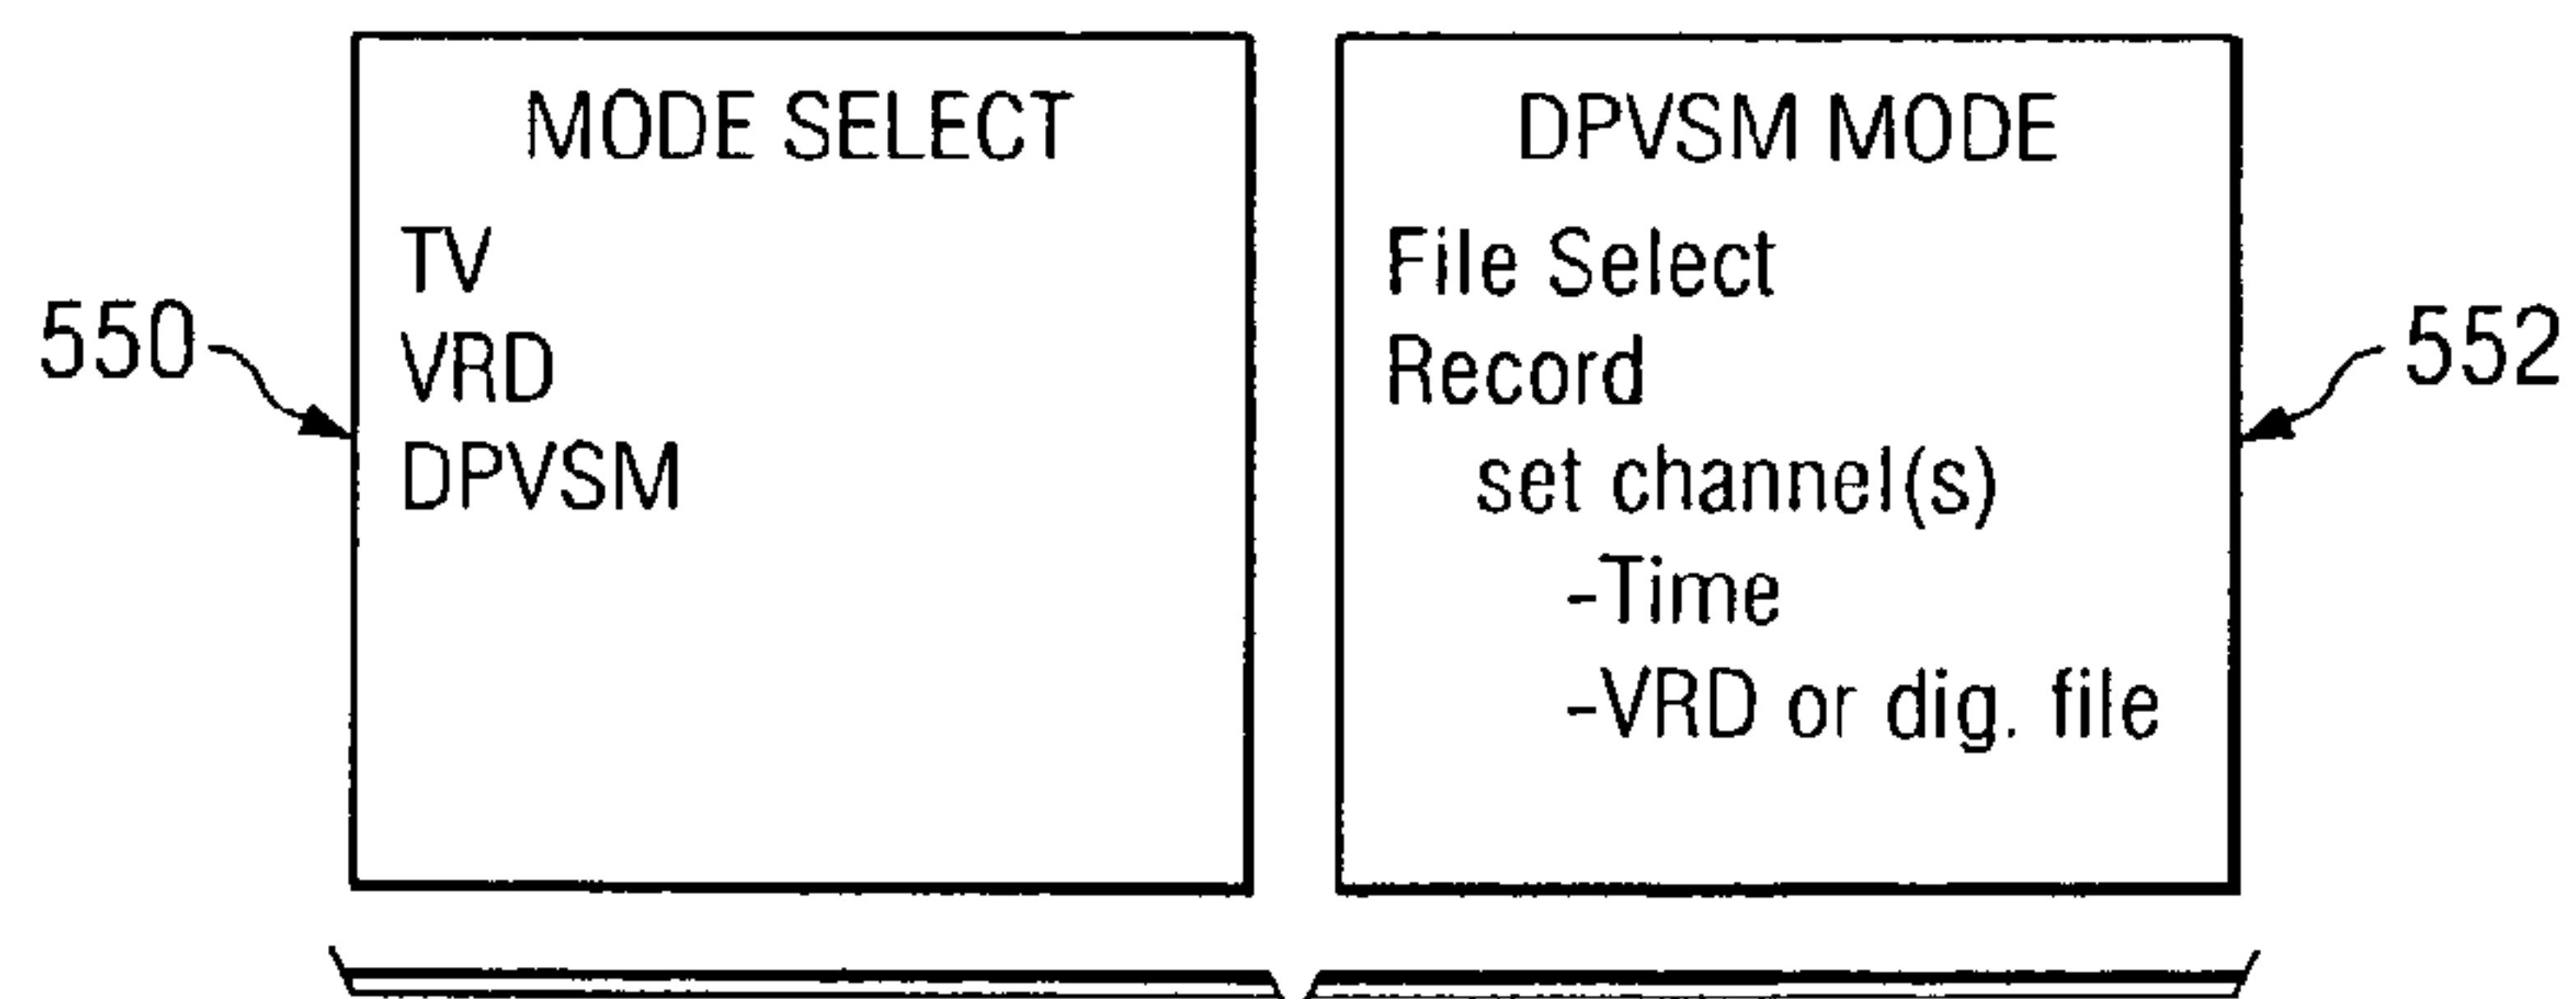 MODE SELECT
TV
VRD
DPVSM
550
DPVSM MODE
File Select
Record
set channel(s)
-Time
-VRD or dig. file
552